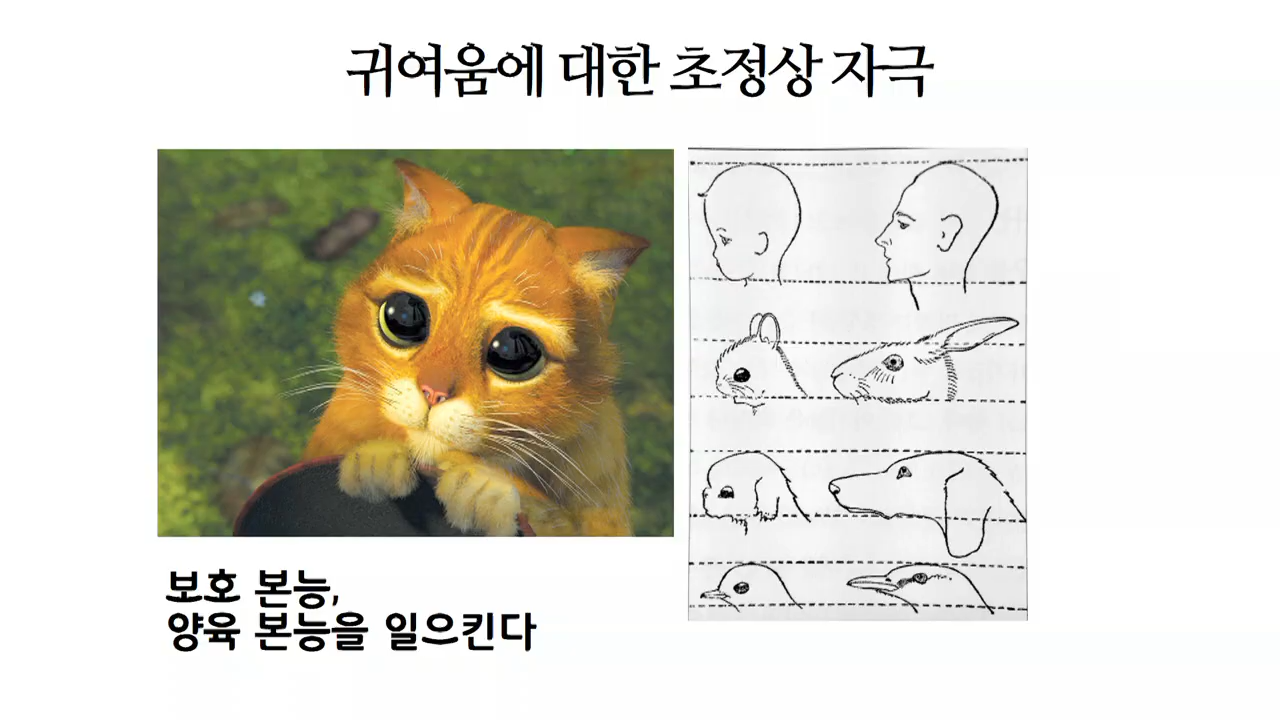 귀여움에 대한 초정상 자극
보호 본능,
양육 본능을 일으킨다